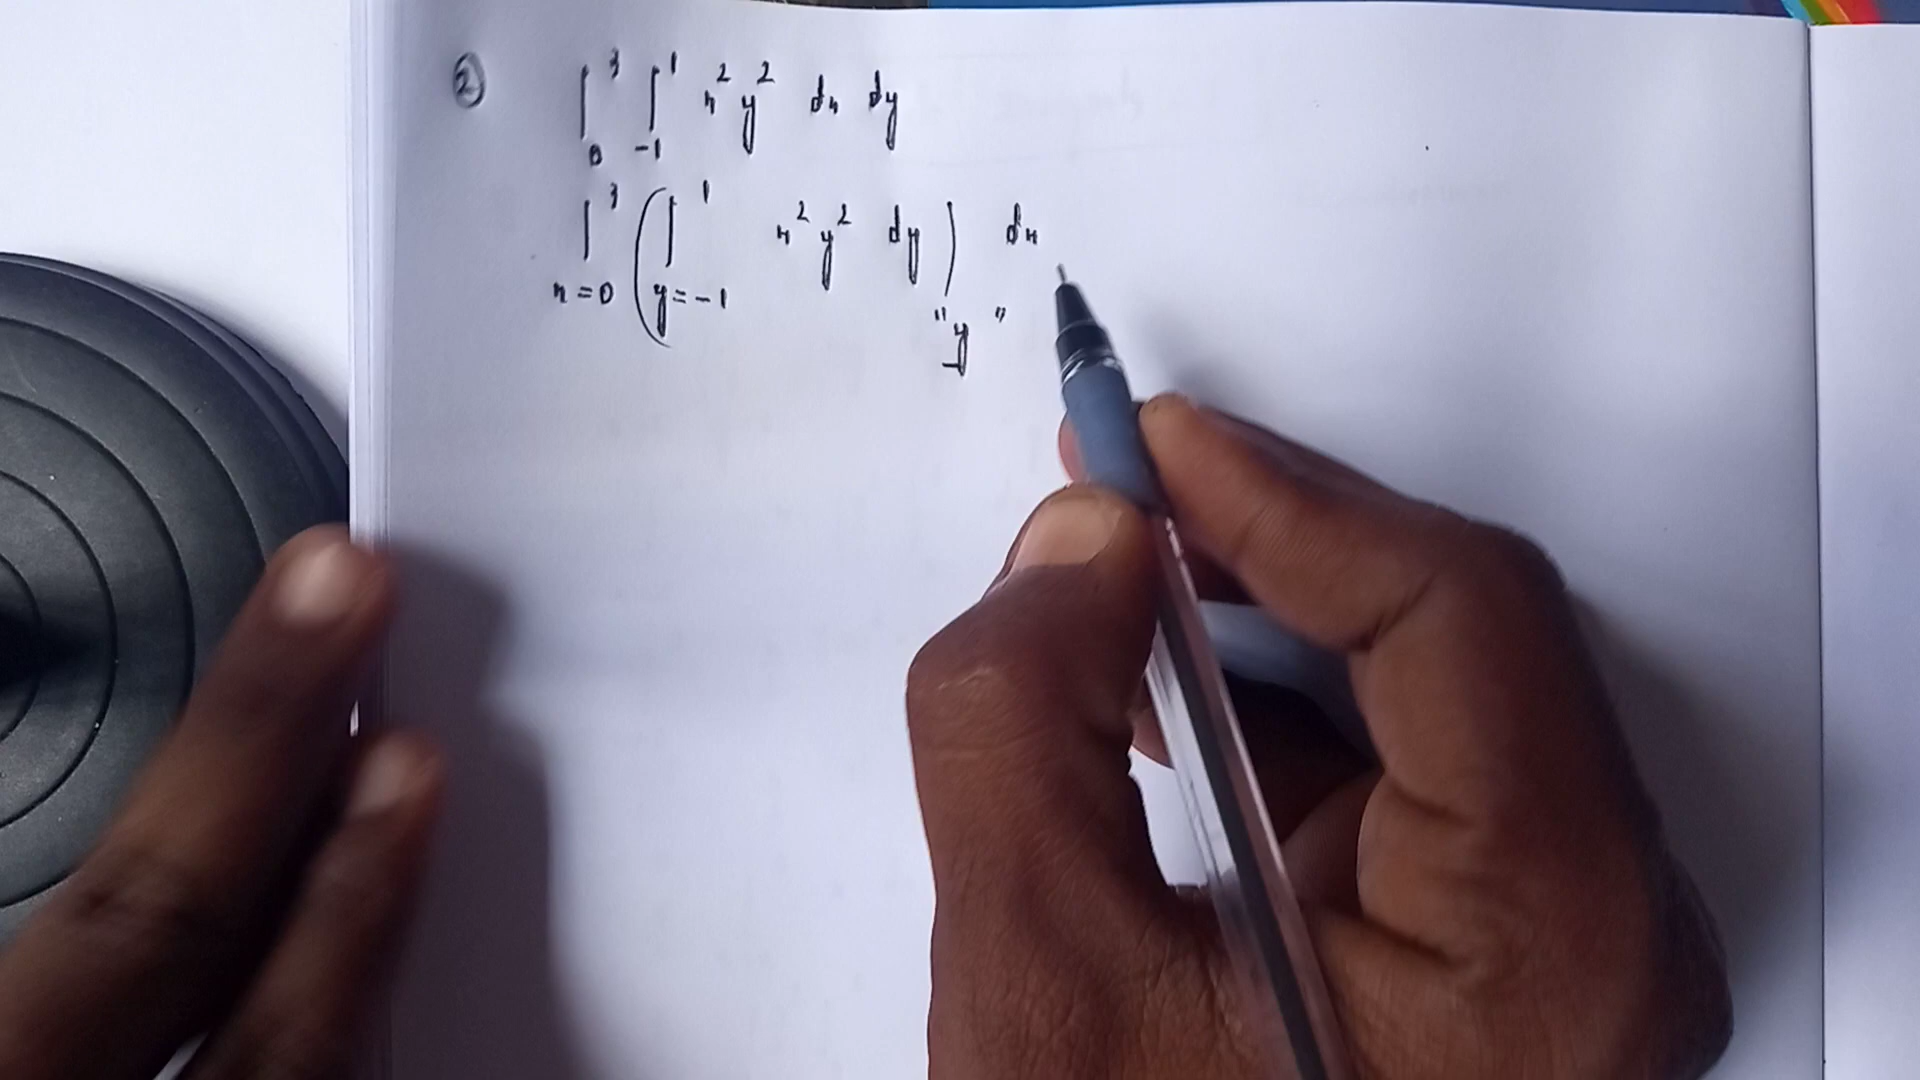 ② ∫₀³ ∫₋₁¹ x² y² dx dy
∫ₓ₌₀³ ( ∫ᵧ₌₋₁¹ x² y² dy ) dx
"y"